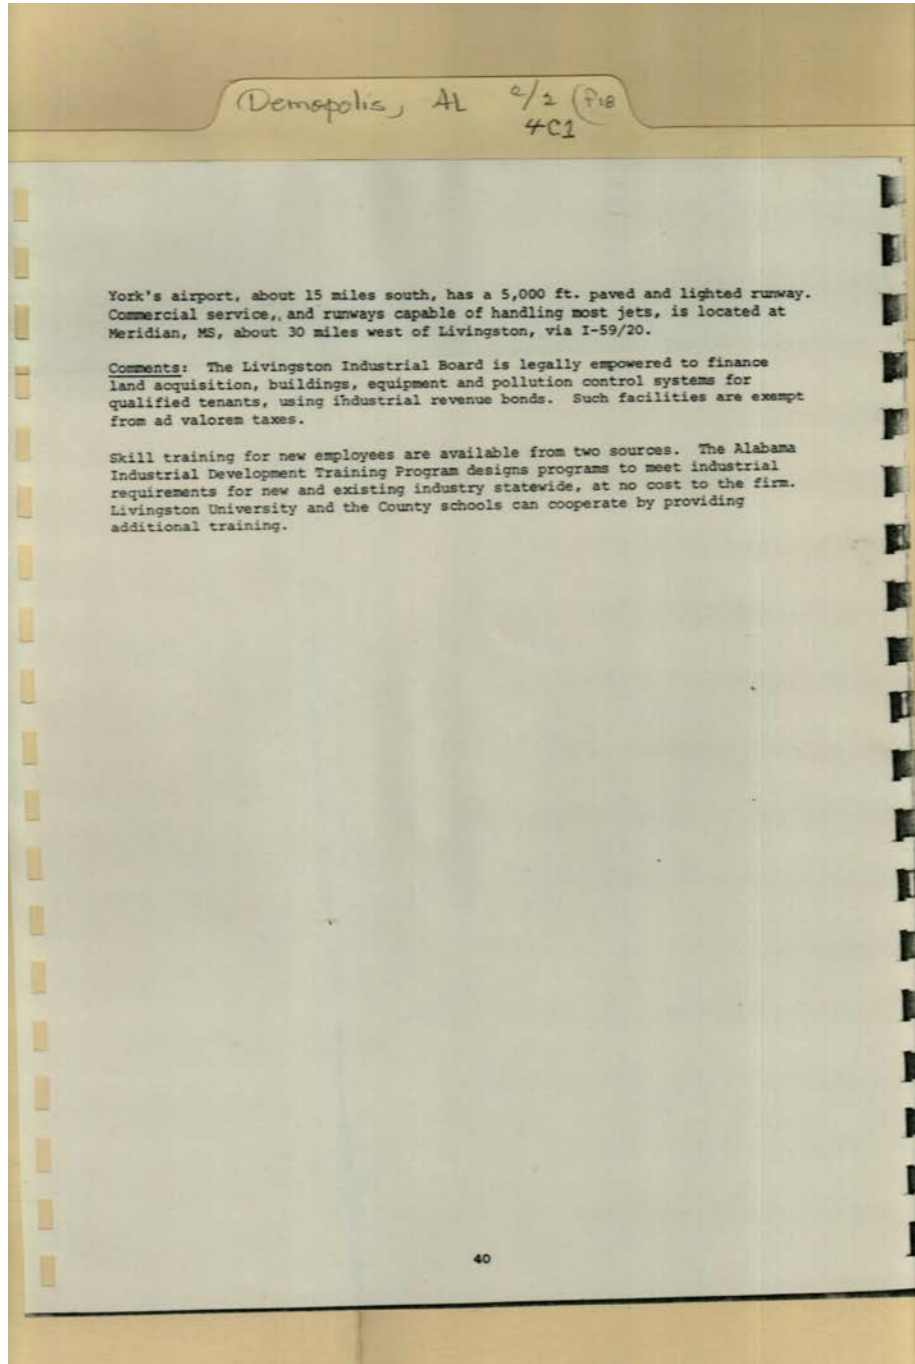 Demopolis, AL 2/2 (F18
4C1
York's airport, about 15 miles south, has a 5,000 ft. paved and lighted runway.
Commercial service,, and runways capable of handling most jets, is located at
Meridian, MS, about 30 miles west of Livingston, via I-59/20.
Comments: The Livingston Industrial Board is legally empowered to finance
land acquisition, buildings, equipment and pollution control systems for
qualified tenants, using industrial revenue bonds. Such facilities are exempt
from ad valorem taxes.
Skill training for new employees are available from two sources. The Alabama
Industrial Development Training Program designs programs to meet industrial
requirements for new and existing industry statewide, at no cost to the firm.
Livingston University and the County schools can cooperate by providing
additional training.
40